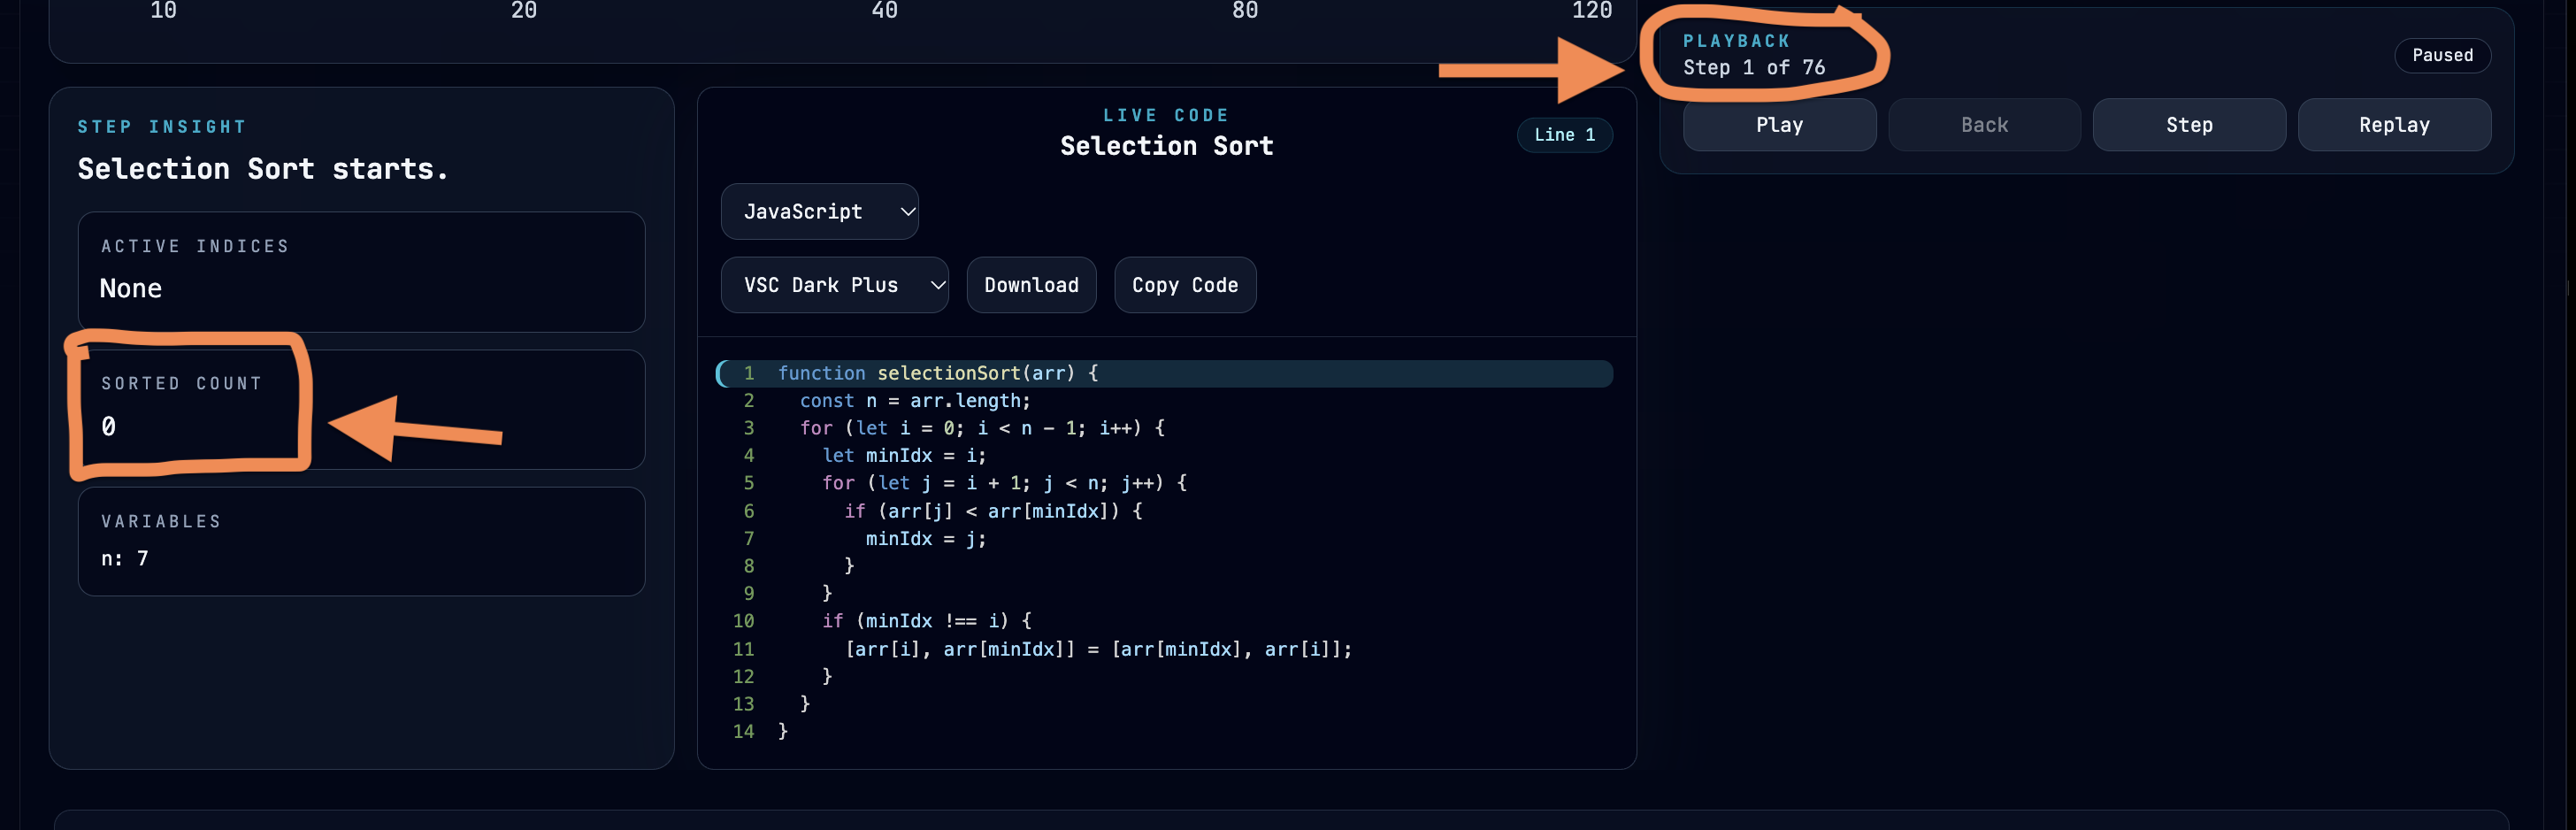 10 20 40 80 120
PLAYBACK
Step 1 of 76
Paused
Play Back Step Replay
STEP INSIGHT
Selection Sort starts.
ACTIVE INDICES
None
SORTED COUNT
0
VARIABLES
n: 7
LIVE CODE
Selection Sort
Line 1
JavaScript
VSC Dark Plus Download Copy Code
1 function selectionSort(arr) {
2   const n = arr.length;
3   for (let i = 0; i < n - 1; i++) {
4     let minIdx = i;
5     for (let j = i + 1; j < n; j++) {
6       if (arr[j] < arr[minIdx]) {
7         minIdx = j;
8       }
9     }
10     if (minIdx !== i) {
11       [arr[i], arr[minIdx]] = [arr[minIdx], arr[i]];
12     }
13   }
14 }